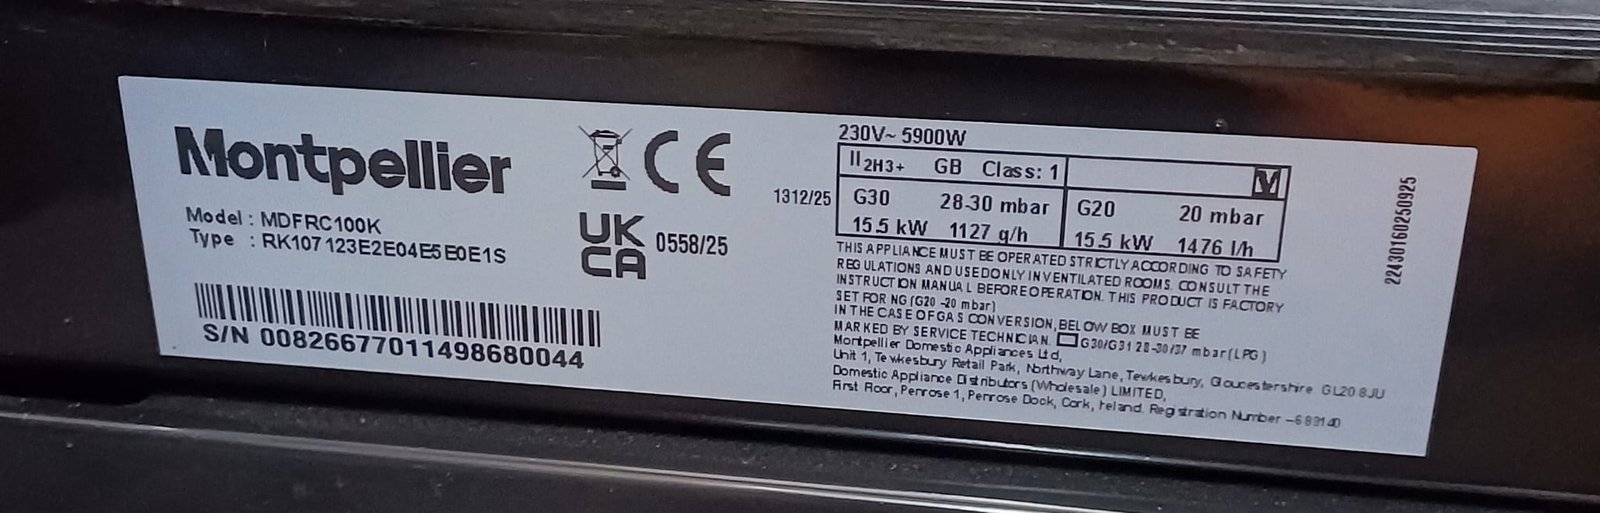 Montpellier
Model : MDFRC100K
Type : RK107123E2E04E5E0E1S
S/N 00826677011498680044
CE
1312/25
UK
CA
0558/25
230V~ 5900W
II2H3+ GB Class: 1
G30 28-30 mbar
15.5 kW 1127 g/h
G20 20 mbar
15.5 kW 1476 l/h
THIS APPLIANCE MUST BE OPERATED STRICTLY ACCORDING TO SAFETY
REGULATIONS AND USED ONLY IN VENTILATED ROOMS. CONSULT THE
INSTRUCTION MANUAL BEFORE OPERATION. THIS PRODUCT IS FACTORY
SET FOR NG (G20 -20 mbar)
IN THE CASE OF GAS CONVERSION, BELOW BOX MUST BE
MARKED BY SERVICE TECHNICIAN. G30/G31 28-30/37 mbar (LPG)
Montpellier Domestic Appliances Ltd,
Unit 1, Tewkesbury Retail Park, Northway Lane, Tewkesbury, Gloucestershire GL20 8JU
Domestic Appliance Distributors (Wholesale) LIMITED,
First Floor, Penrose 1, Penrose Dock, Cork, Ireland. Registration Number -683140
22430160250925